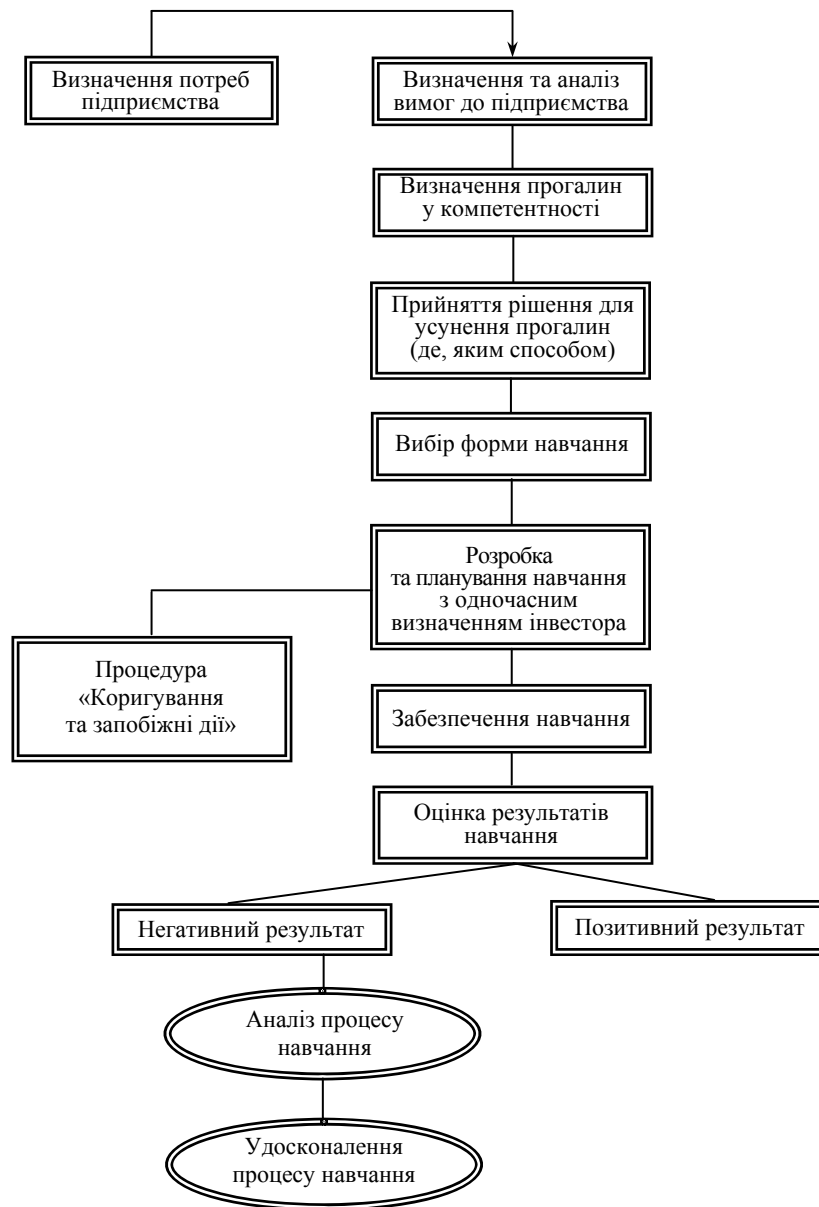 Визначення потреб
підприємства
Визначення та аналіз
вимог до підприємства
Визначення прогалин
у компетентності
Прийняття рішення для
усунення прогалин
(де, яким способом)
Вибір форми навчання
Розробка
та планування навчання
з одночасним
визначенням інвестора
Процедура
«Коригування
та запобіжні дії»
Забезпечення навчання
Оцінка результатів
навчання
Негативний результат
Позитивний результат
Аналіз процесу
навчання
Удосконалення
процесу навчання